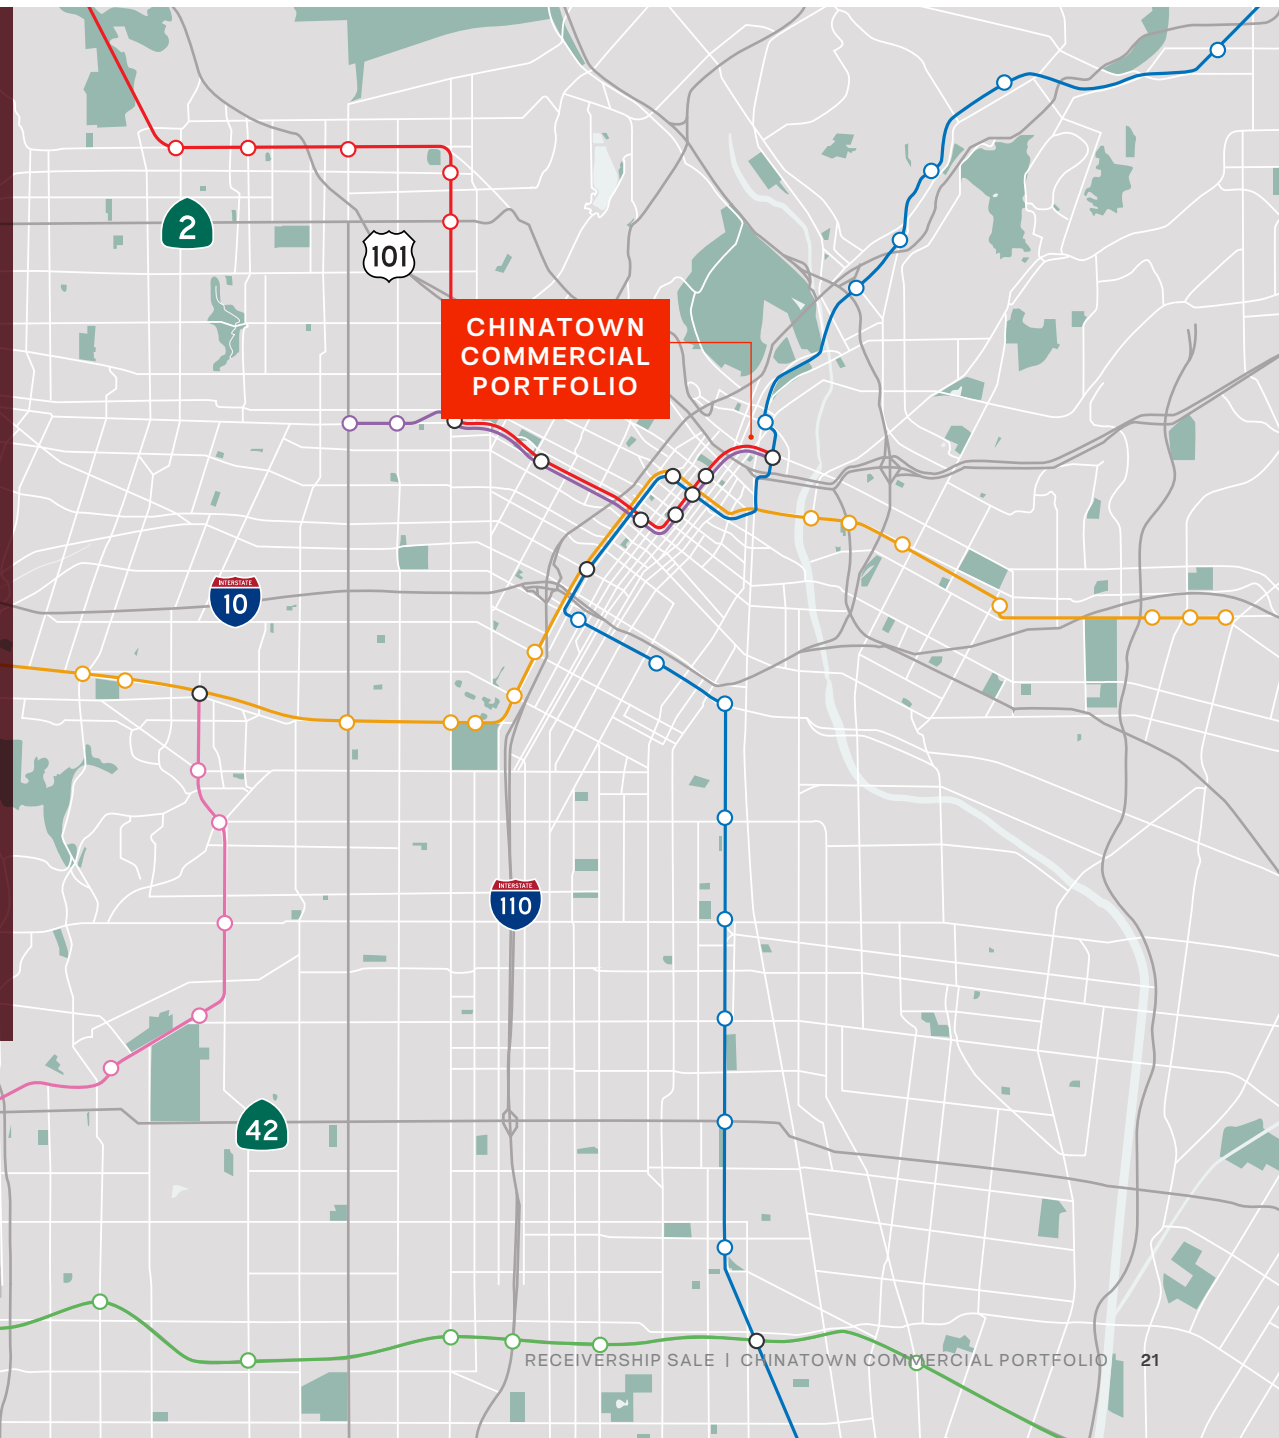 2
101
CHINATOWN
COMMERCIAL
PORTFOLIO
INTERSTATE
10
INTERSTATE
110
42
RECEIVERSHIP SALE | CHINATOWN COMMERCIAL PORTFOLIO 21